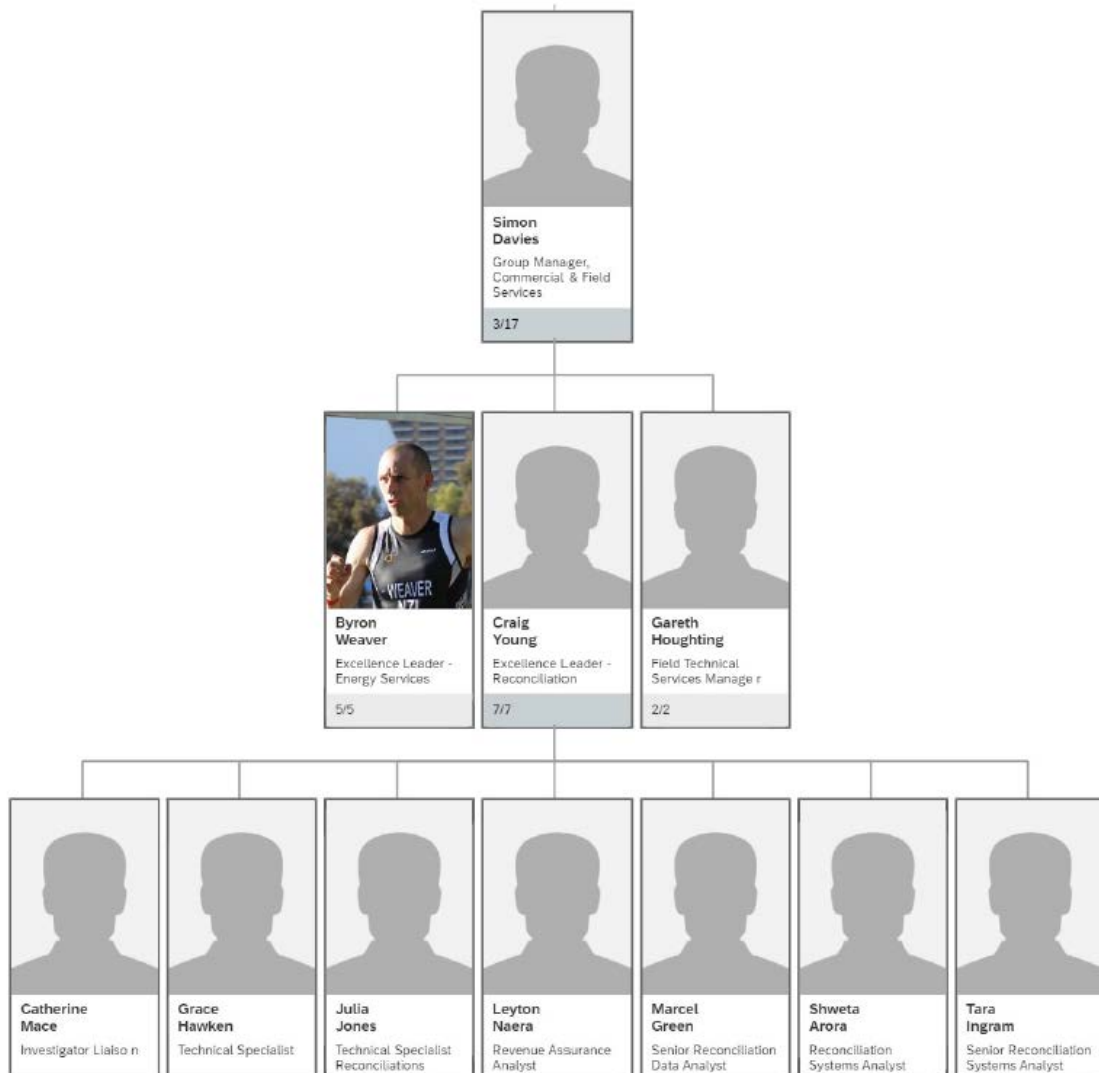 Simon
Davies
Group Manager,
Commercial & Field
Services
3/17
WEAVER
NZL
Byron
Weaver
Excellence Leader -
Energy Services
5/5
Craig
Young
Excellence Leader -
Reconciliation
7/7
Gareth
Houghting
Field Technical
Services Manage r
2/2
Catherine
Mace
Investigator Liaiso n
Grace
Hawken
Technical Specialist
Julia
Jones
Technical Specialist
Reconciliations
Leyton
Naera
Revenue Assurance
Analyst
Marcel
Green
Senior Reconciliation
Data Analyst
Shweta
Arora
Reconciliation
Systems Analyst
Tara
Ingram
Senior Reconciliation
Systems Analyst